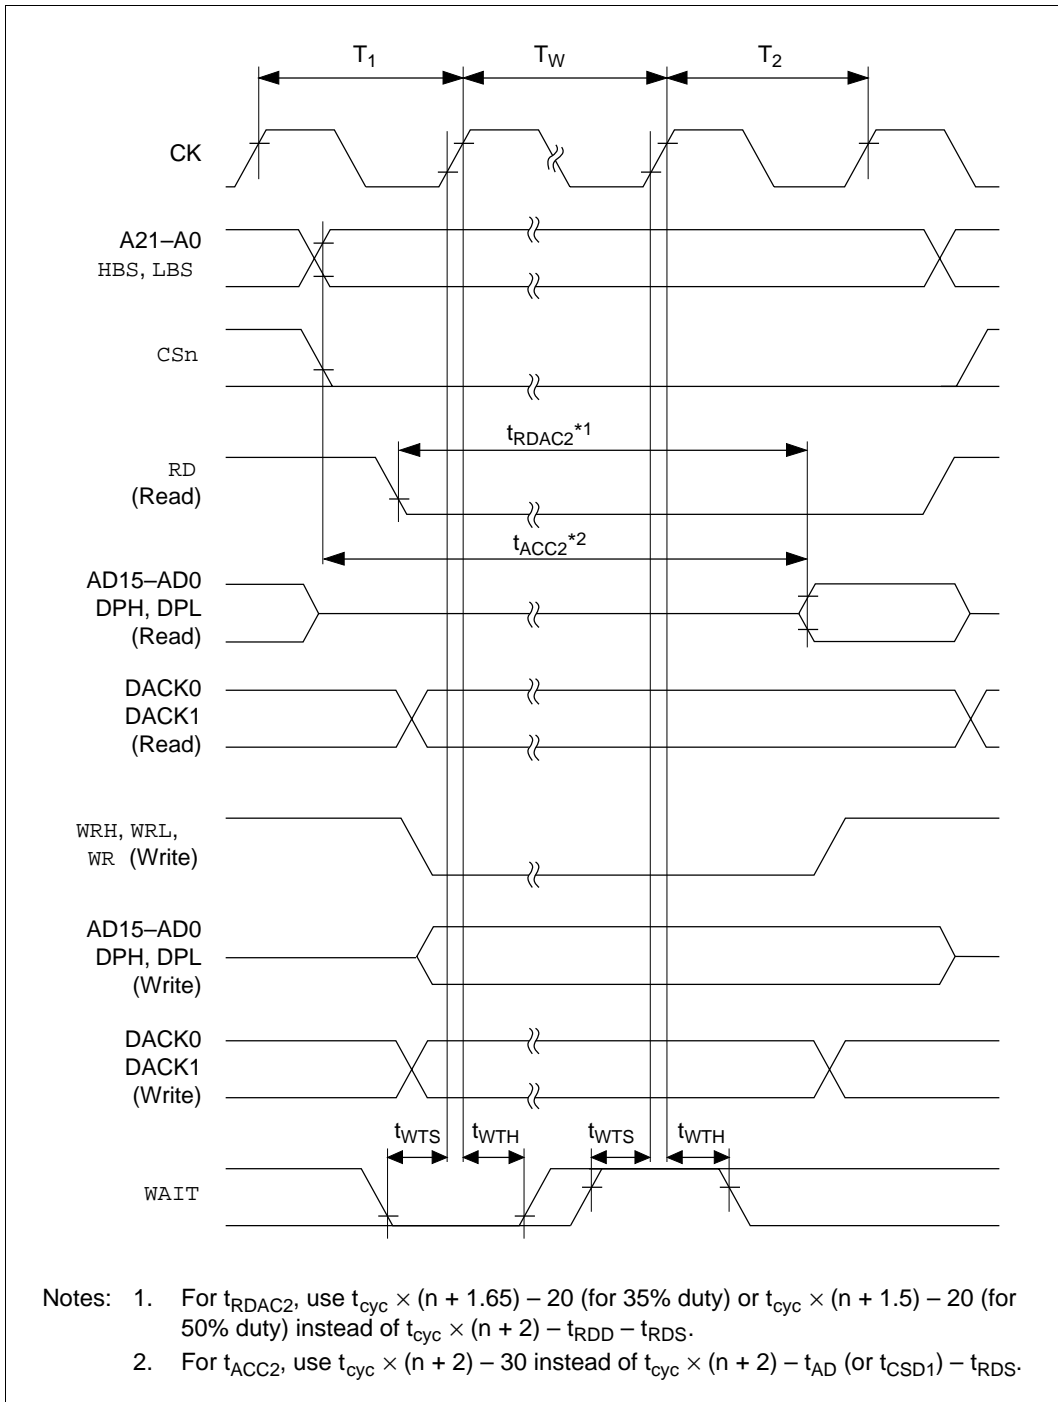 T1 TW T2
CK
A21–A0
HBS, LBS
CSn
tRDAC2*1
RD
(Read)
tACC2*2
AD15–AD0
DPH, DPL
(Read)
DACK0
DACK1
(Read)
WRH, WRL,
WR (Write)
AD15–AD0
DPH, DPL
(Write)
DACK0
DACK1
(Write)
tWTS tWTH tWTS tWTH
WAIT
Notes: 1. For tRDAC2, use tcyc × (n + 1.65) – 20 (for 35% duty) or tcyc × (n + 1.5) – 20 (for
50% duty) instead of tcyc × (n + 2) – tRDD – tRDS.
2. For tACC2, use tcyc × (n + 2) – 30 instead of tcyc × (n + 2) – tAD (or tCSD1) – tRDS.